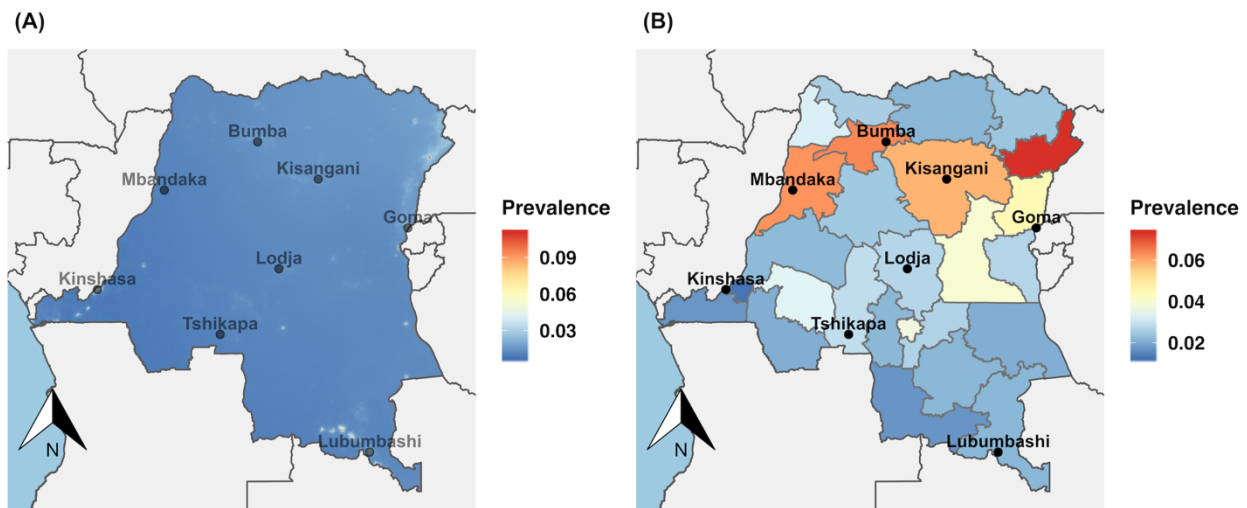 (A)
Bumba
Kisangani
Mbandaka
Goma
Lodja
Kinshasa
Tshikapa
Lubumbashi
N
Prevalence
0.09
0.06
0.03
(B)
Bumba
Kisangani
Mbandaka
Goma
Lodja
Kinshasa
Tshikapa
Lubumbashi
N
Prevalence
0.06
0.04
0.02